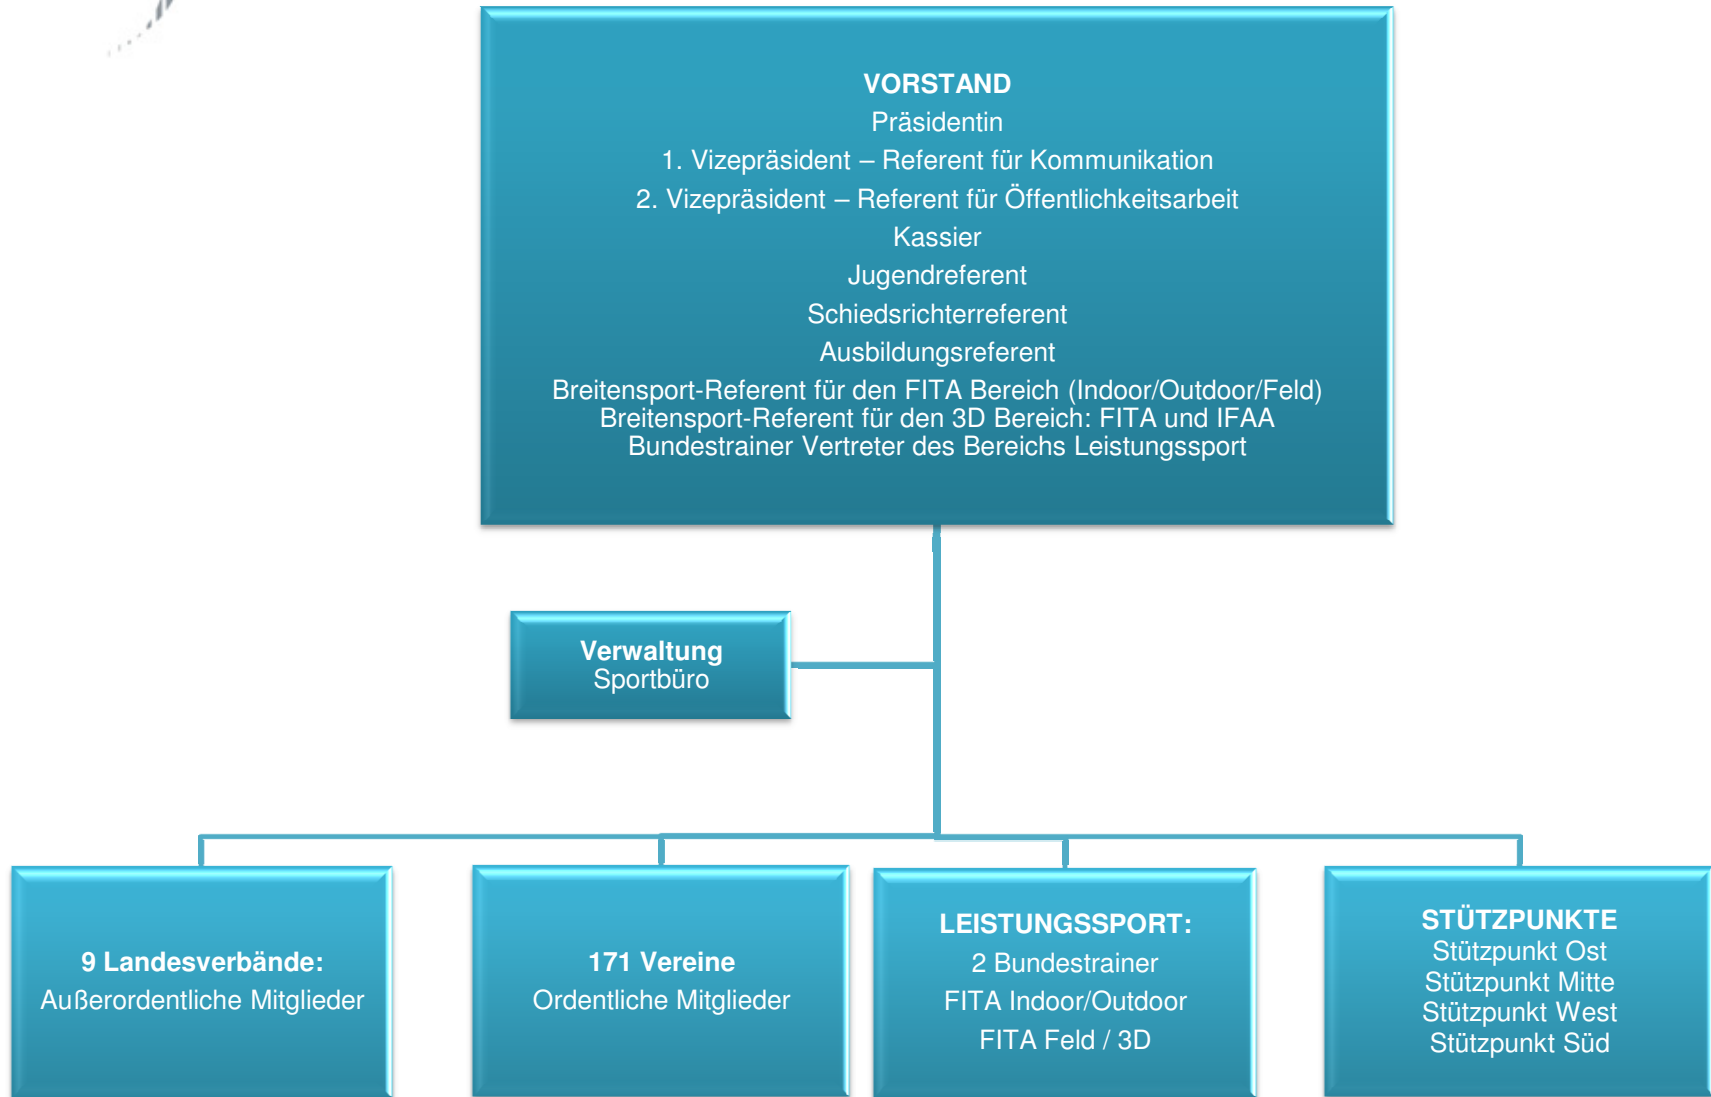 VORSTAND
Präsidentin
1. Vizepräsident – Referent für Kommunikation
2. Vizepräsident – Referent für Öffentlichkeitsarbeit
Kassier
Jugendreferent
Schiedsrichterreferent
Ausbildungsreferent
Breitensport-Referent für den FITA Bereich (Indoor/Outdoor/Feld)
Breitensport-Referent für den 3D Bereich: FITA und IFAA
Bundestrainer Vertreter des Bereichs Leistungssport
Verwaltung
Sportbüro
9 Landesverbände:
Außerordentliche Mitglieder
171 Vereine
Ordentliche Mitglieder
LEISTUNGSSPORT:
2 Bundestrainer
FITA Indoor/Outdoor
FITA Feld / 3D
STÜTZPUNKTE
Stützpunkt Ost
Stützpunkt Mitte
Stützpunkt West
Stützpunkt Süd